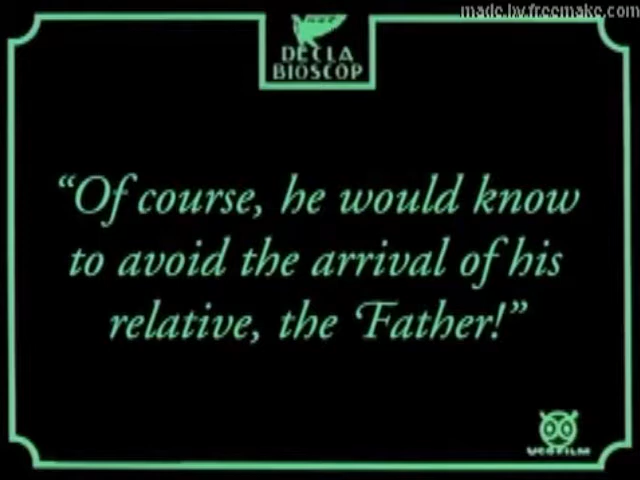 made.by.freemake.com
DECLA
BIOSCOP
“Of course, he would know
to avoid the arrival of his
relative, the Father!”